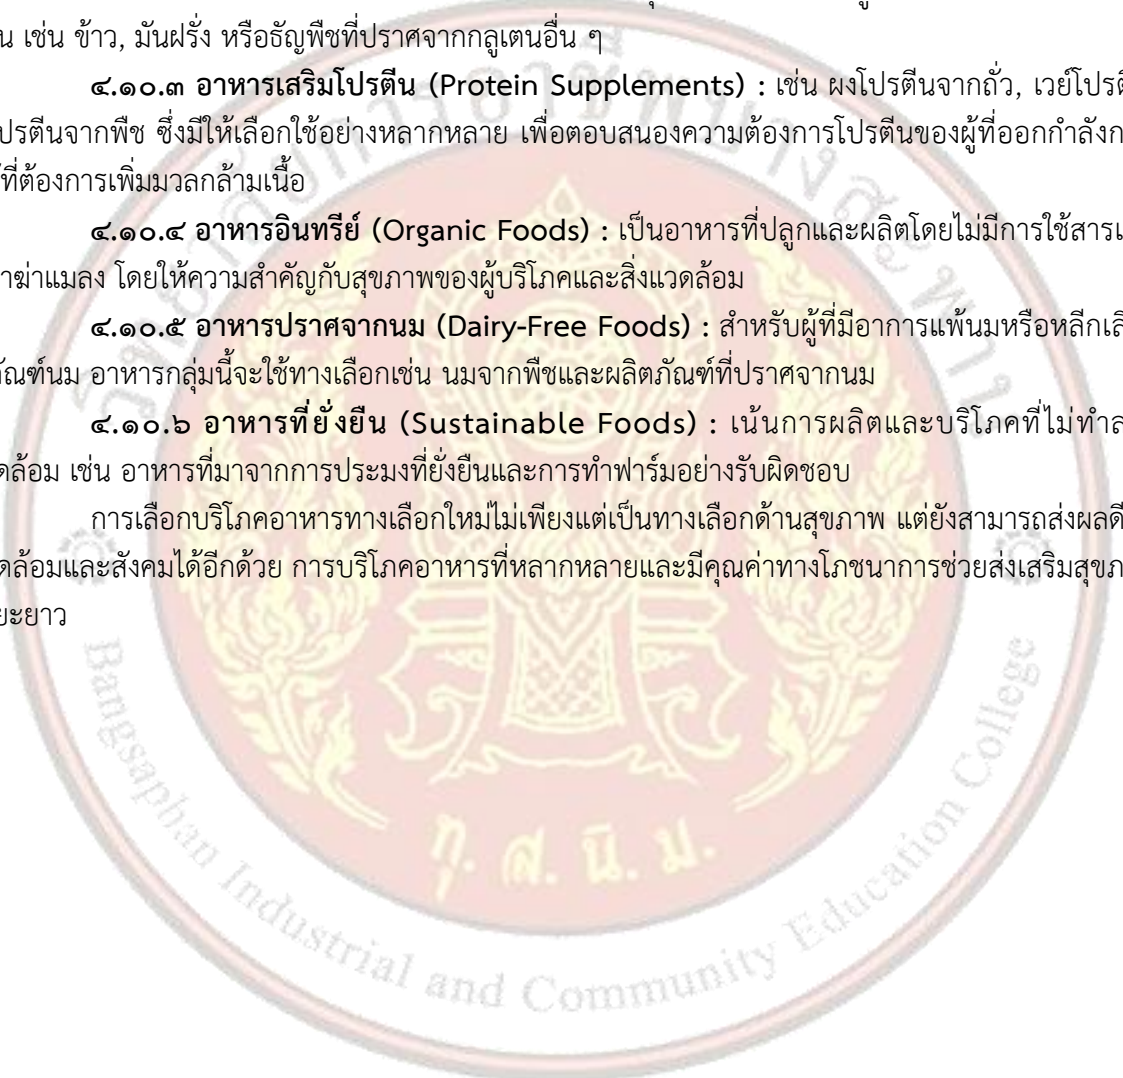 น เช่น ข้าว, มันฝรั่ง หรือธัญพืชที่ปราศจากกลูเตนอื่น ๆ
๔.๑๐.๓ อาหารเสริมโปรตีน (Protein Supplements) : เช่น ผงโปรตีนจากถั่ว, เวย์โปรตี
ปรตีนจากพืช ซึ่งมีให้เลือกใช้อย่างหลากหลาย เพื่อตอบสนองความต้องการโปรตีนของผู้ที่ออกกำลังก
ที่ต้องการเพิ่มมวลกล้ามเนื้อ
๔.๑๐.๔ อาหารอินทรีย์ (Organic Foods) : เป็นอาหารที่ปลูกและผลิตโดยไม่มีการใช้สารเ
าฆ่าแมลง โดยให้ความสำคัญกับสุขภาพของผู้บริโภคและสิ่งแวดล้อม
๔.๑๐.๕ อาหารปราศจากนม (Dairy-Free Foods) : สำหรับผู้ที่มีอาการแพ้นมหรือหลีกเลี
ภัณฑ์นม อาหารกลุ่มนี้จะใช้ทางเลือกเช่น นมจากพืชและผลิตภัณฑ์ที่ปราศจากนม
๔.๑๐.๖ อาหารที่ยั่งยืน (Sustainable Foods) : เน้นการผลิตและบริโภคที่ไม่ทำล
ดล้อม เช่น อาหารที่มาจากการประมงที่ยั่งยืนและการทำฟาร์มอย่างรับผิดชอบ
การเลือกบริโภคอาหารทางเลือกใหม่ไม่เพียงแต่เป็นทางเลือกด้านสุขภาพ แต่ยังสามารถส่งผลดี
ดล้อมและสังคมได้อีกด้วย การบริโภคอาหารที่หลากหลายและมีคุณค่าทางโภชนาการช่วยส่งเสริมสุขภ
ยะยาว
วิทยาลัยการอาชีพบางสะพาน
ทุ. ส. นิ. ม.
Bangsaphan Industrial and Community Education College